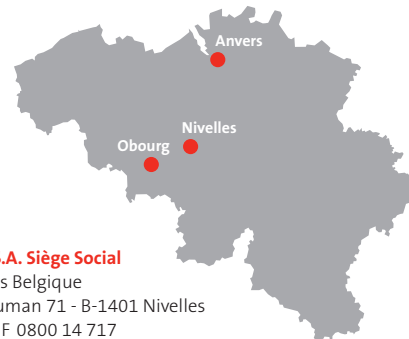 Anvers
Nivelles
Obourg
.A. Siège Social
s Belgique
uman 71 - B-1401 Nivelles
F 0800 14 717